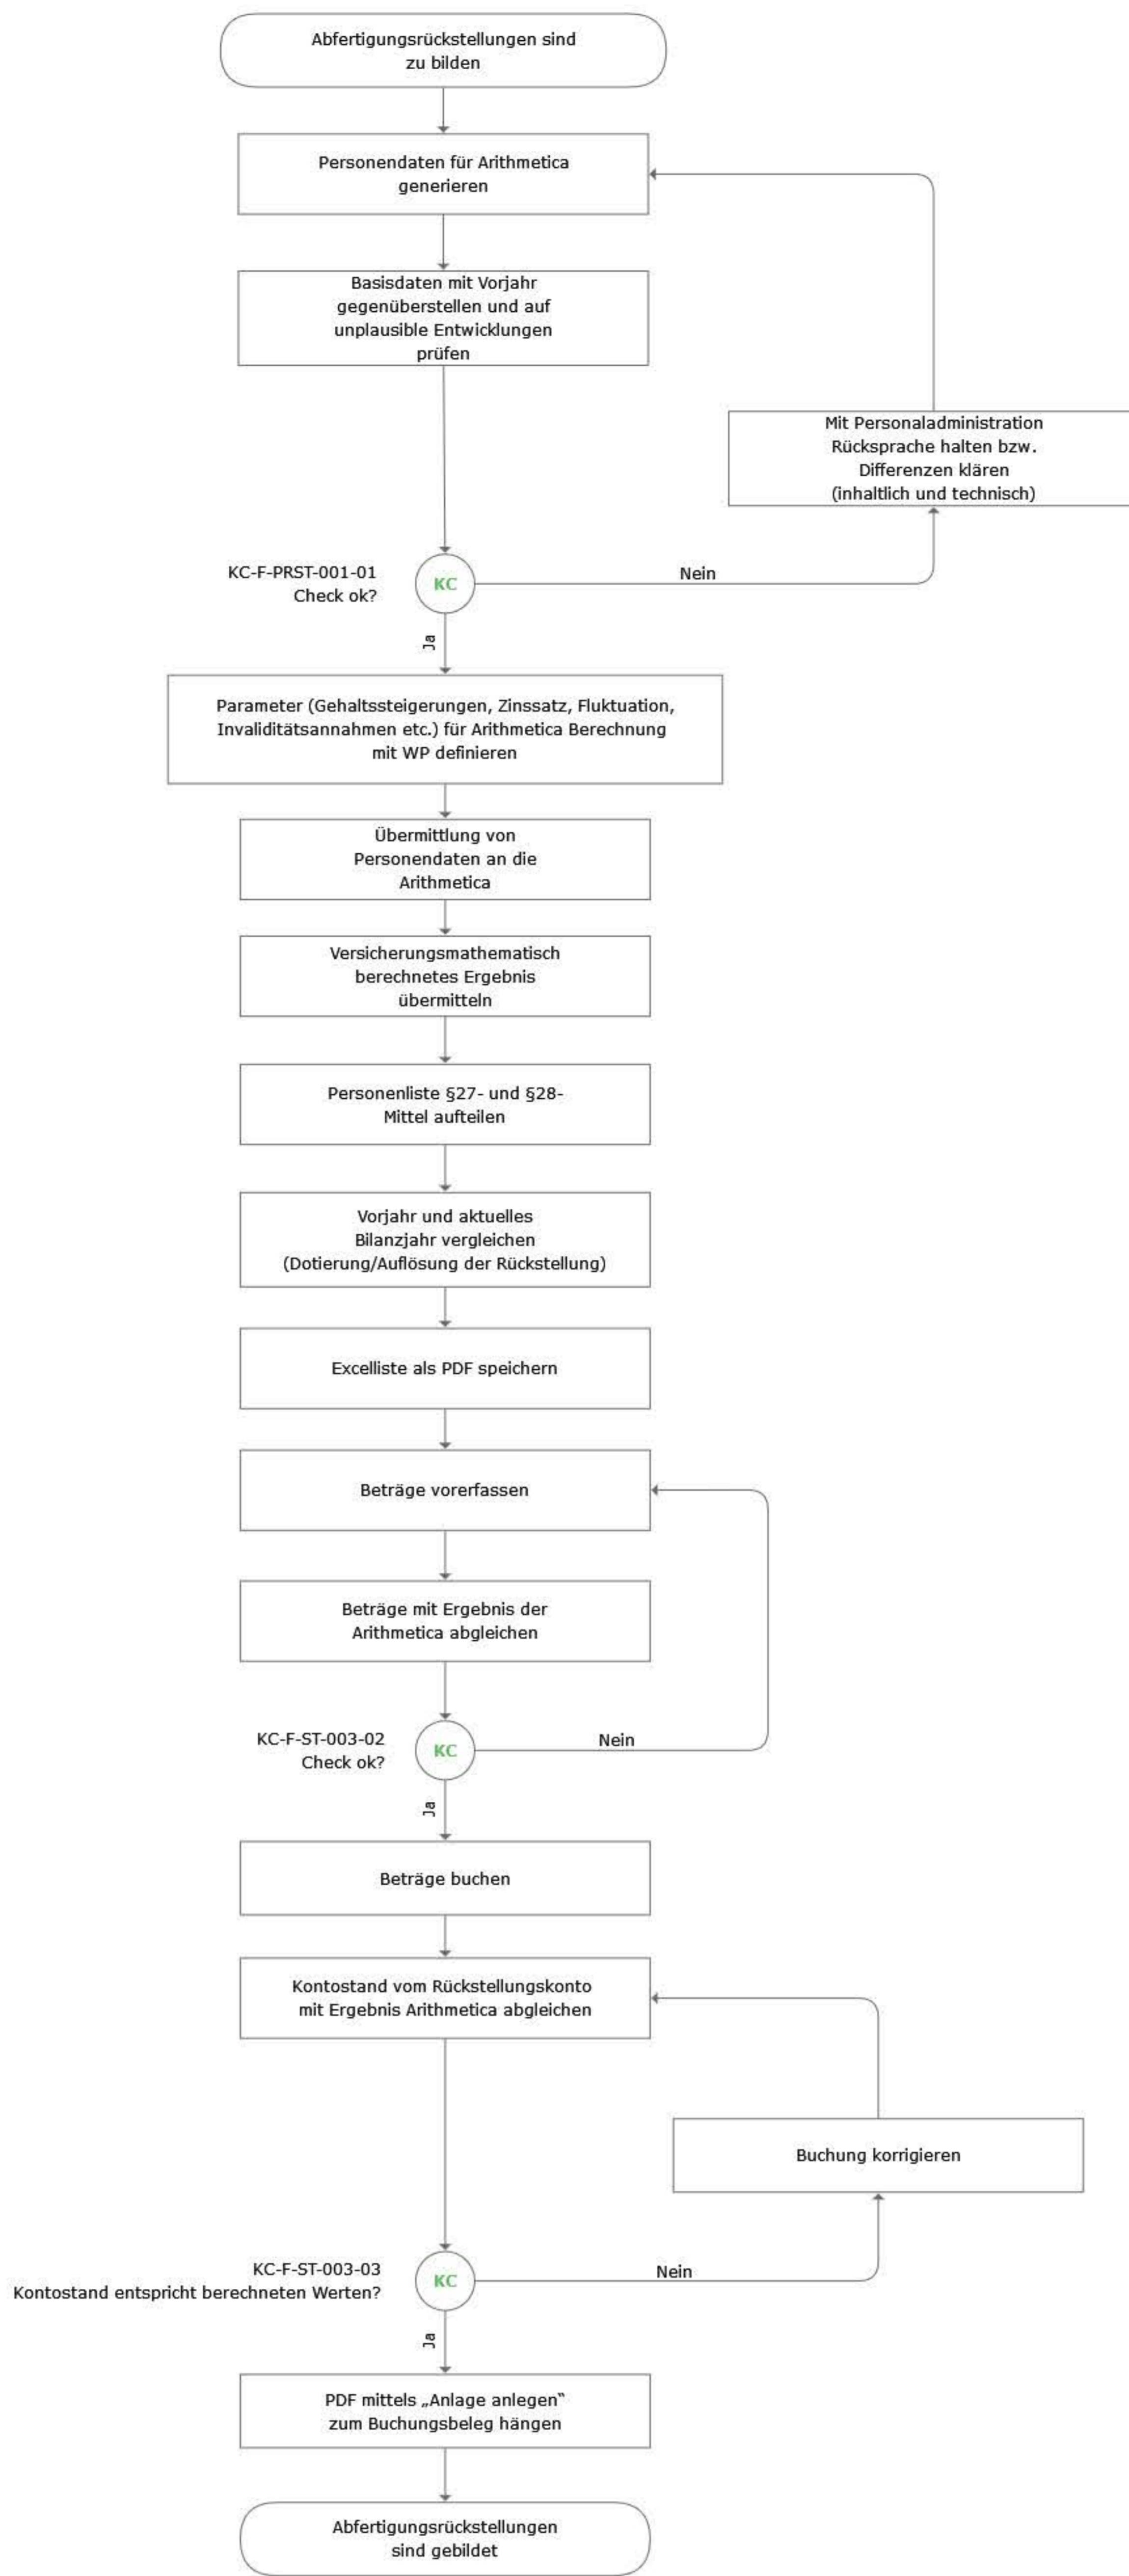 Abfertigungsrückstellungen sind
zu bilden
Personendaten für Arithmetica
generieren
Basisdaten mit Vorjahr
gegenüberstellen und auf
unplausible Entwicklungen
prüfen
Mit Personaladministration
Rücksprache halten bzw.
Differenzen klären
(inhaltlich und technisch)
KC-F-PRST-001-01
Check ok?
KC
Nein
Ja
Parameter (Gehaltssteigerungen, Zinssatz, Fluktuation,
Invaliditätsannahmen etc.) für Arithmetica Berechnung
mit WP definieren
Übermittlung von
Personendaten an die
Arithmetica
Versicherungsmathematisch
berechnetes Ergebnis
übermitteln
Personenliste §27- und §28-
Mittel aufteilen
Vorjahr und aktuelles
Bilanzjahr vergleichen
(Dotierung/Auflösung der Rückstellung)
Excelliste als PDF speichern
Beträge vorerfassen
Beträge mit Ergebnis der
Arithmetica abgleichen
KC-F-ST-003-02
Check ok?
KC
Nein
Ja
Beträge buchen
Kontostand vom Rückstellungskonto
mit Ergebnis Arithmetica abgleichen
Buchung korrigieren
KC-F-ST-003-03
Kontostand entspricht berechneten Werten?
KC
Nein
Ja
PDF mittels „Anlage anlegen“
zum Buchungsbeleg hängen
Abfertigungsrückstellungen
sind gebildet